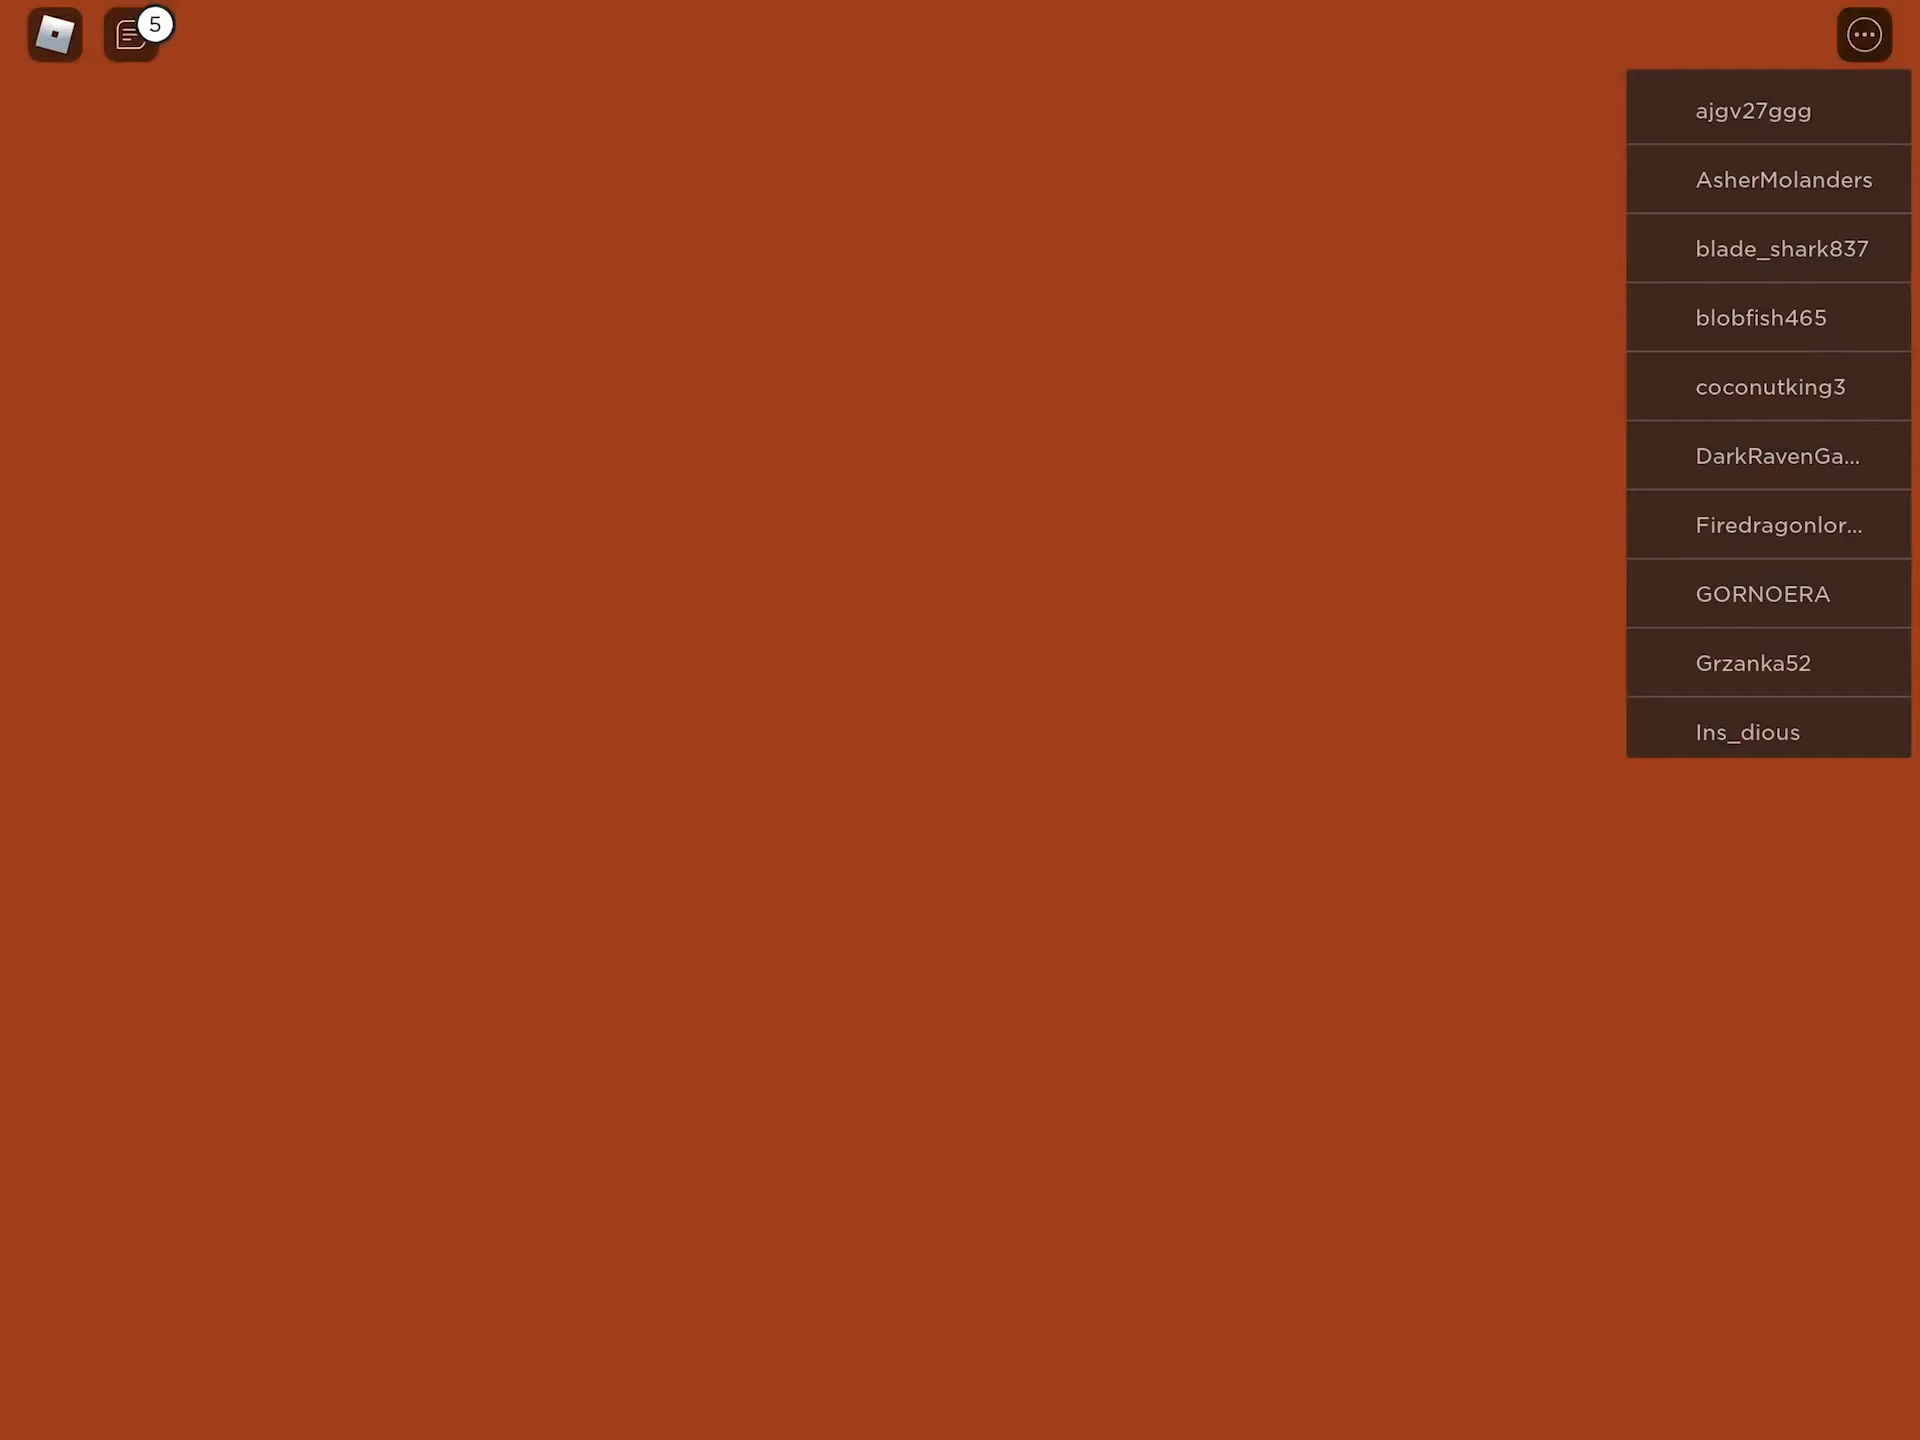 5
ajgv27ggg
AsherMolanders
blade_shark837
blobfish465
coconutking3
DarkRavenGa...
Firedragonlor...
GORNOERA
Grzanka52
Ins_dious